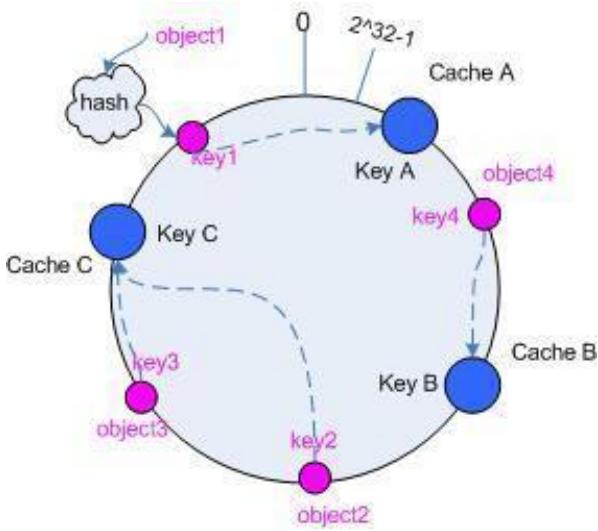 object1
0
2^32-1
Cache A
hash
key1
Key A
object4
key4
Key C
Cache C
Cache B
key3
Key B
object3
key2
object2